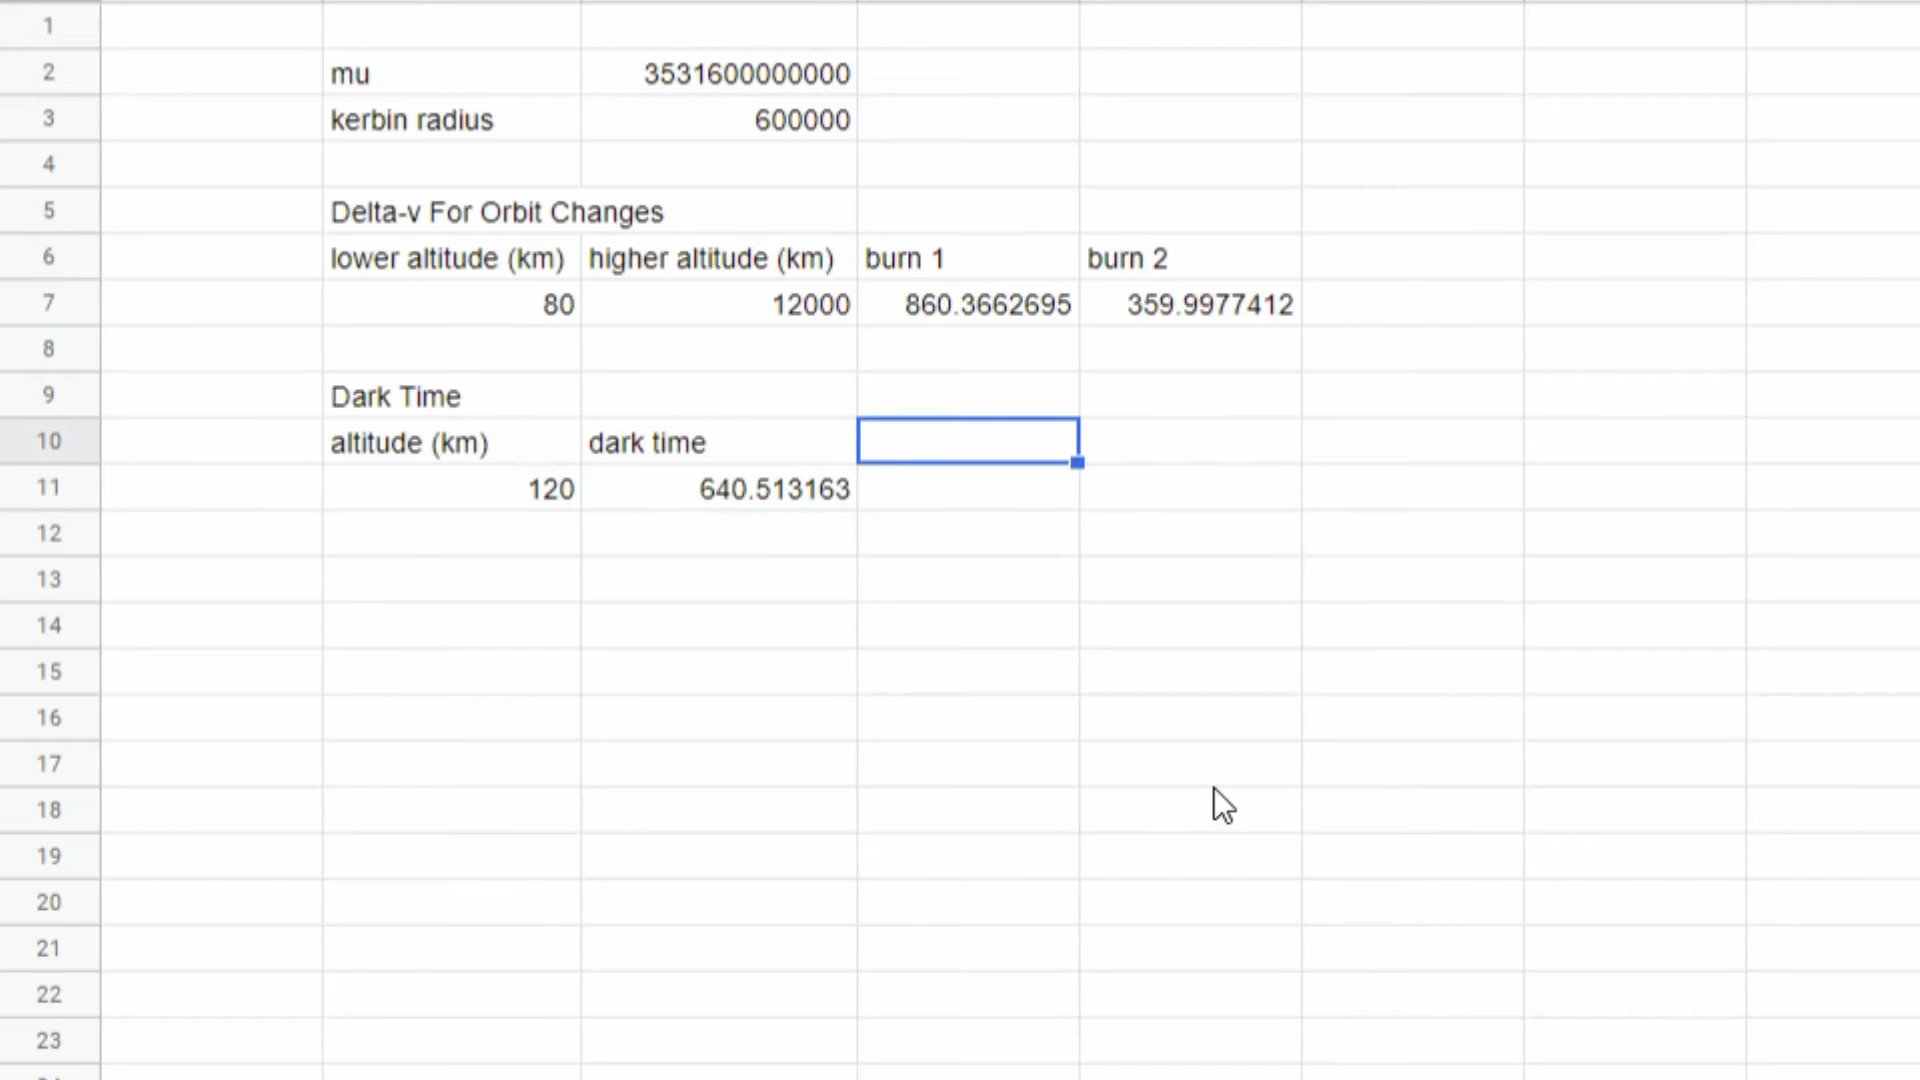 1
2 mu 3531600000000
3 kerbin radius 600000
4
5 Delta-v For Orbit Changes
6 lower altitude (km) higher altitude (km) burn 1 burn 2
7 80 12000 860.3662695 359.9977412
8
9 Dark Time
10 altitude (km) dark time
11 120 640.513163
12
13
14
15
16
17
18
19
20
21
22
23